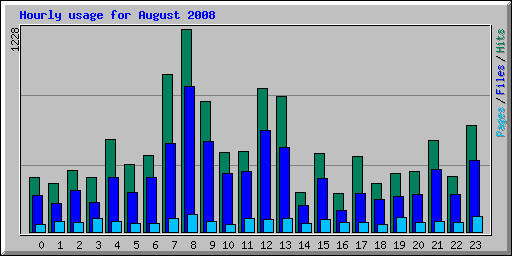 Hourly usage for August 2008
1228
Pages / Files / Hits
0 1 2 3 4 5 6 7 8 9 10 11 12 13 14 15 16 17 18 19 20 21 22 23